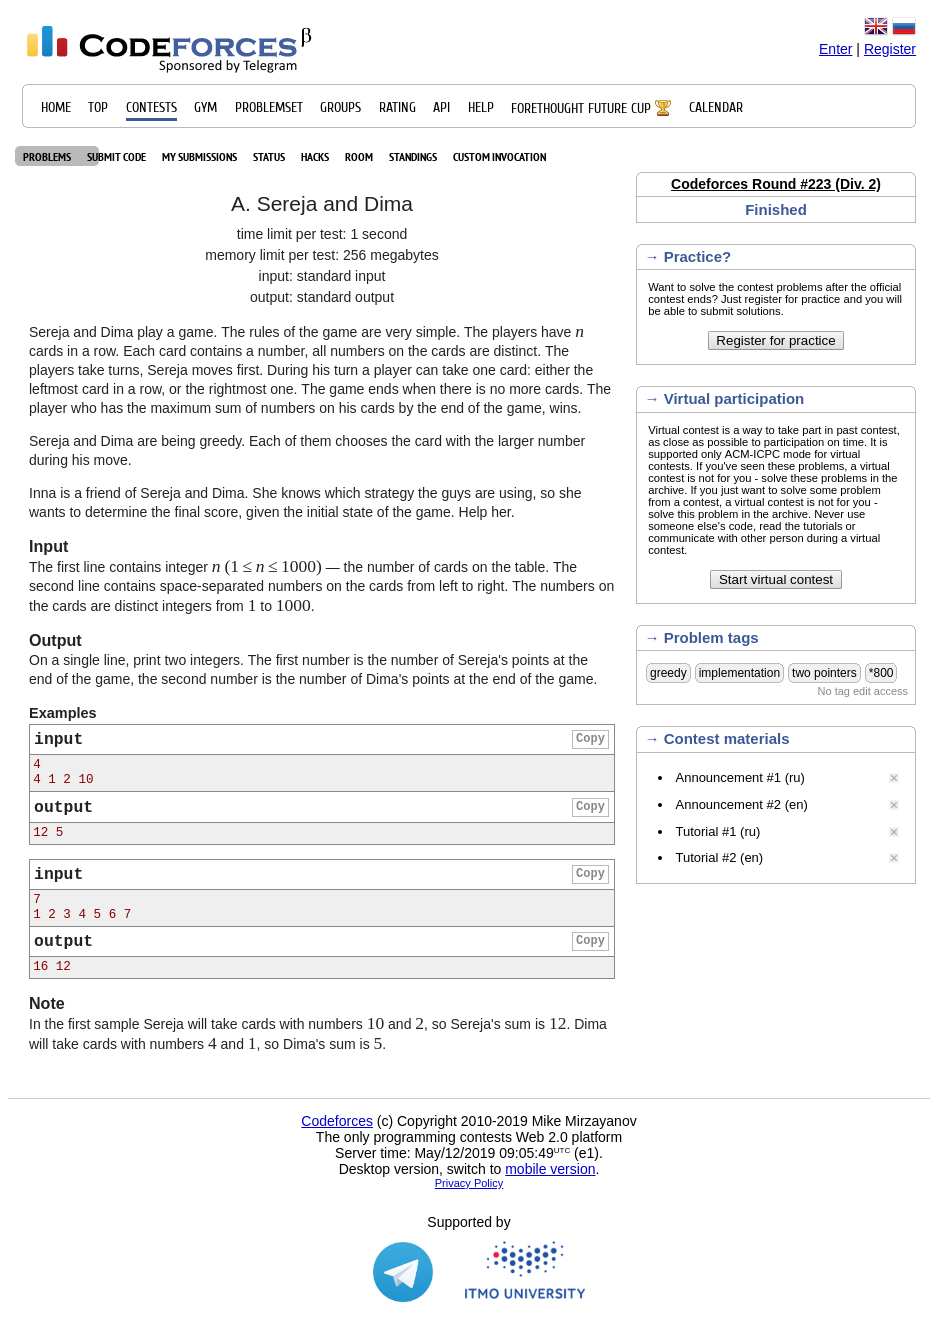 CODEFORCES β
Sponsored by Telegram
Enter | Register
HOME TOP CONTESTS GYM PROBLEMSET GROUPS RATING API HELP FORETHOUGHT FUTURE CUP CALENDAR
PROBLEMS SUBMIT CODE MY SUBMISSIONS STATUS HACKS ROOM STANDINGS CUSTOM INVOCATION
A. Sereja and Dima
time limit per test: 1 second
memory limit per test: 256 megabytes
input: standard input
output: standard output
Sereja and Dima play a game. The rules of the game are very simple. The players have n
cards in a row. Each card contains a number, all numbers on the cards are distinct. The
players take turns, Sereja moves first. During his turn a player can take one card: either the
leftmost card in a row, or the rightmost one. The game ends when there is no more cards. The
player who has the maximum sum of numbers on his cards by the end of the game, wins.
Sereja and Dima are being greedy. Each of them chooses the card with the larger number
during his move.
Inna is a friend of Sereja and Dima. She knows which strategy the guys are using, so she
wants to determine the final score, given the initial state of the game. Help her.
Input
The first line contains integer n (1 ≤ n ≤ 1000) — the number of cards on the table. The
second line contains space-separated numbers on the cards from left to right. The numbers on
the cards are distinct integers from 1 to 1000.
Output
On a single line, print two integers. The first number is the number of Sereja's points at the
end of the game, the second number is the number of Dima's points at the end of the game.
Examples
input Copy
4
4 1 2 10
output Copy
12 5
input Copy
7
1 2 3 4 5 6 7
output Copy
16 12
Note
In the first sample Sereja will take cards with numbers 10 and 2, so Sereja's sum is 12. Dima
will take cards with numbers 4 and 1, so Dima's sum is 5.
Codeforces Round #223 (Div. 2)
Finished
→ Practice?
Want to solve the contest problems after the official
contest ends? Just register for practice and you will
be able to submit solutions.
Register for practice
→ Virtual participation
Virtual contest is a way to take part in past contest,
as close as possible to participation on time. It is
supported only ACM-ICPC mode for virtual
contests. If you've seen these problems, a virtual
contest is not for you - solve these problems in the
archive. If you just want to solve some problem
from a contest, a virtual contest is not for you -
solve this problem in the archive. Never use
someone else's code, read the tutorials or
communicate with other person during a virtual
contest.
Start virtual contest
→ Problem tags
greedy implementation two pointers *800
No tag edit access
→ Contest materials
• Announcement #1 (ru)
• Announcement #2 (en)
• Tutorial #1 (ru)
• Tutorial #2 (en)
Codeforces (c) Copyright 2010-2019 Mike Mirzayanov
The only programming contests Web 2.0 platform
Server time: May/12/2019 09:05:49UTC (e1).
Desktop version, switch to mobile version.
Privacy Policy
Supported by
ITMO UNIVERSITY